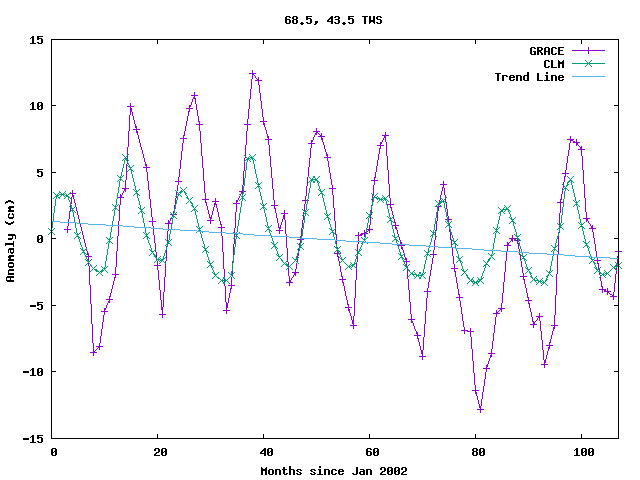 68.5, 43.5 TWS
GRACE
CLM
Trend Line
15
10
5
0
-5
-10
-15
Anomaly (cm)
0 20 40 60 80 100
Months since Jan 2002